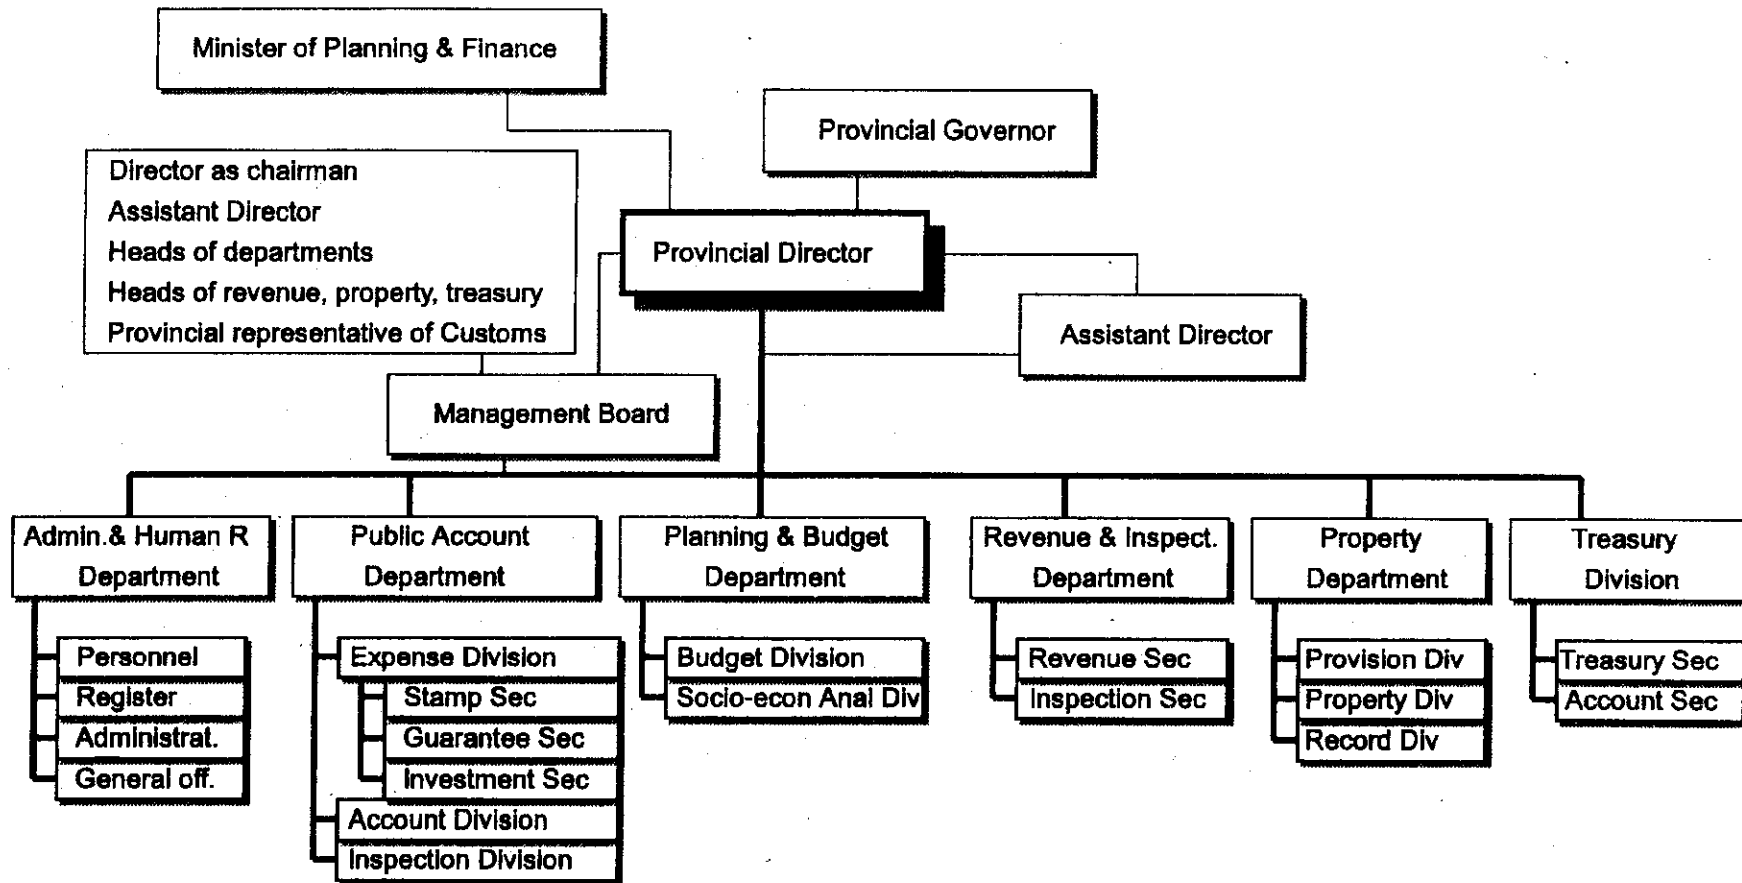 Minister of Planning & Finance
Provincial Governor
Director as chairman
Assistant Director
Heads of departments
Heads of revenue, property, treasury
Provincial representative of Customs
Provincial Director
Assistant Director
Management Board
Admin.& Human R
Department
Public Account
Department
Planning & Budget
Department
Revenue & Inspect.
Department
Property
Department
Treasury
Division
Personnel
Register
Administrat.
General off.
Expense Division
Stamp Sec
Guarantee Sec
Investment Sec
Account Division
Inspection Division
Budget Division
Socio-econ Anal Div
Revenue Sec
Inspection Sec
Provision Div
Property Div
Record Div
Treasury Sec
Account Sec